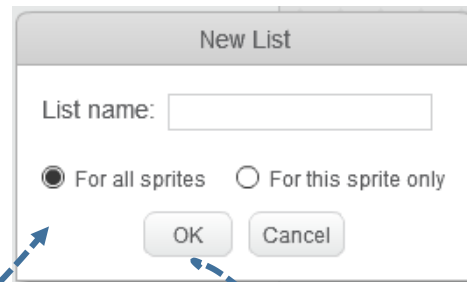 New List
List name:
For all sprites For this sprite only
OK Cancel